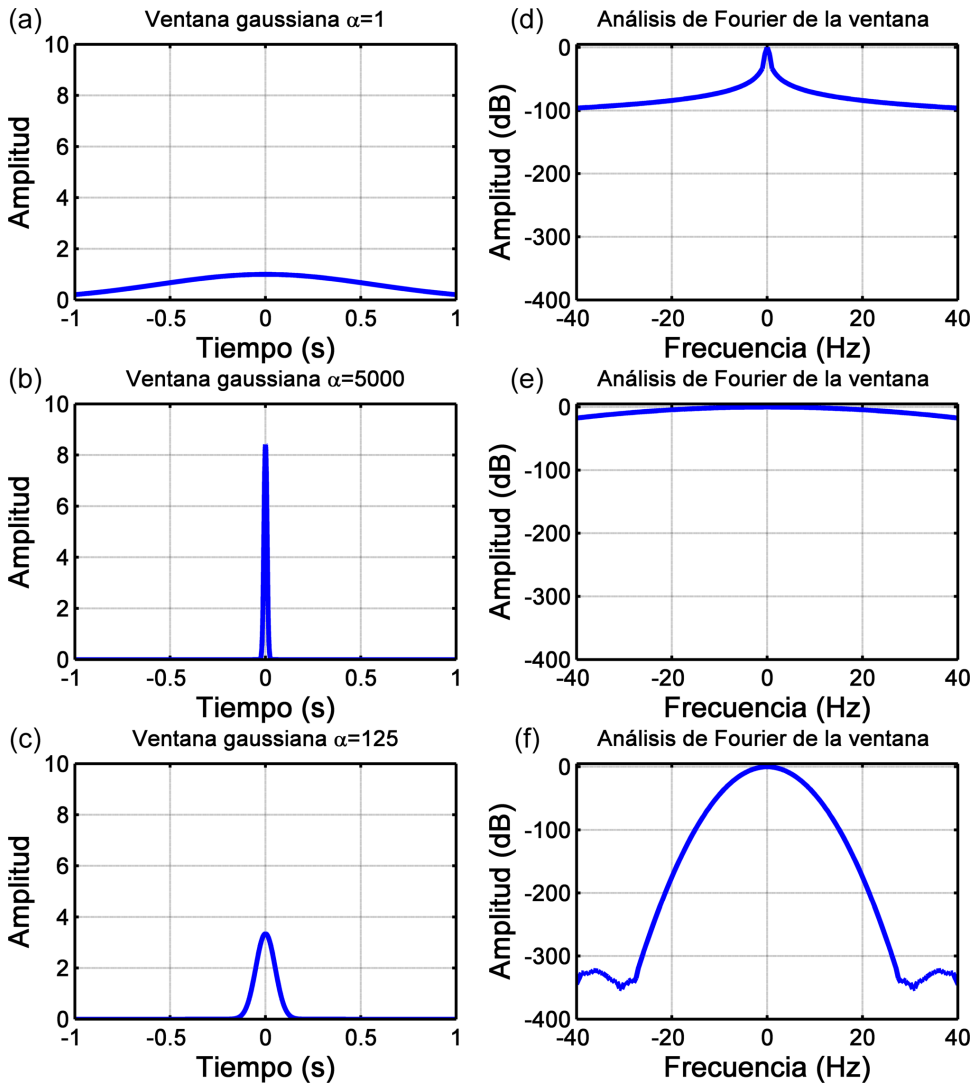 (a) Ventana gaussiana α=1
10
8
6
4
2
0
Amplitud
-1 -0.5 0 0.5 1
Tiempo (s)
(d) Análisis de Fourier de la ventana
0
-100
-200
-300
-400
Amplitud (dB)
-40 -20 0 20 40
Frecuencia (Hz)
(b) Ventana gaussiana α=5000
10
8
6
4
2
0
Amplitud
-1 -0.5 0 0.5 1
Tiempo (s)
(e) Análisis de Fourier de la ventana
0
-100
-200
-300
-400
Amplitud (dB)
-40 -20 0 20 40
Frecuencia (Hz)
(c) Ventana gaussiana α=125
10
8
6
4
2
0
Amplitud
-1 -0.5 0 0.5 1
Tiempo (s)
(f) Análisis de Fourier de la ventana
0
-100
-200
-300
-400
Amplitud (dB)
-40 -20 0 20 40
Frecuencia (Hz)